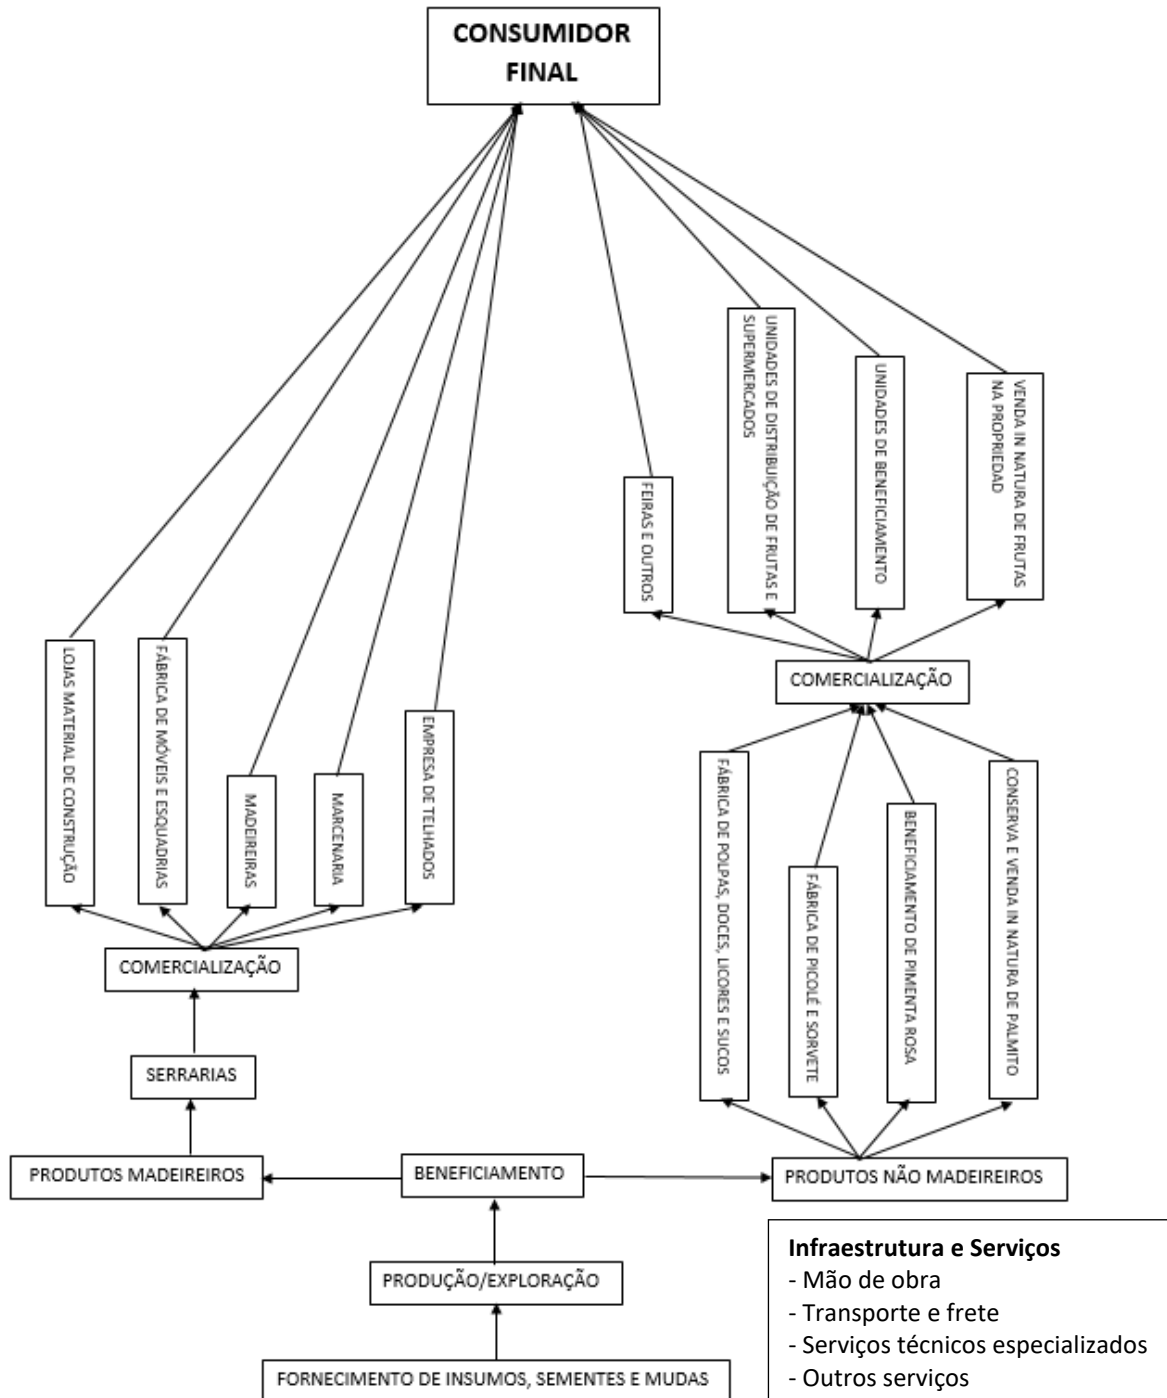 CONSUMIDOR
FINAL
UNIDADES DE DISTRIBUIÇÃO DE FRUTAS E
SUPERMERCADOS
UNIDADES DE BENEFICIAMENTO
VENDA IN NATURA DE FRUTAS
NA PROPRIEDAD
FEIRAS E OUTROS
LOJAS MATERIAL DE CONSTRUÇÃO
FÁBRICA DE MÓVEIS E ESQUADRIAS
MADEIREIRAS
MARCENARIA
EMPRESA DE TELHADOS
COMERCIALIZAÇÃO
FÁBRICA DE POLPAS, DOCES, LICORES E SUCOS
FÁBRICA DE PICOLÉ E SORVETE
BENEFICIAMENTO DE PIMENTA ROSA
CONSERVA E VENDA IN NATURA DE PALMITO
COMERCIALIZAÇÃO
SERRARIAS
PRODUTOS MADEIREIROS
BENEFICIAMENTO
PRODUTOS NÃO MADEIREIROS
PRODUÇÃO/EXPLORAÇÃO
FORNECIMENTO DE INSUMOS, SEMENTES E MUDAS
Infraestrutura e Serviços
- Mão de obra
- Transporte e frete
- Serviços técnicos especializados
- Outros serviços